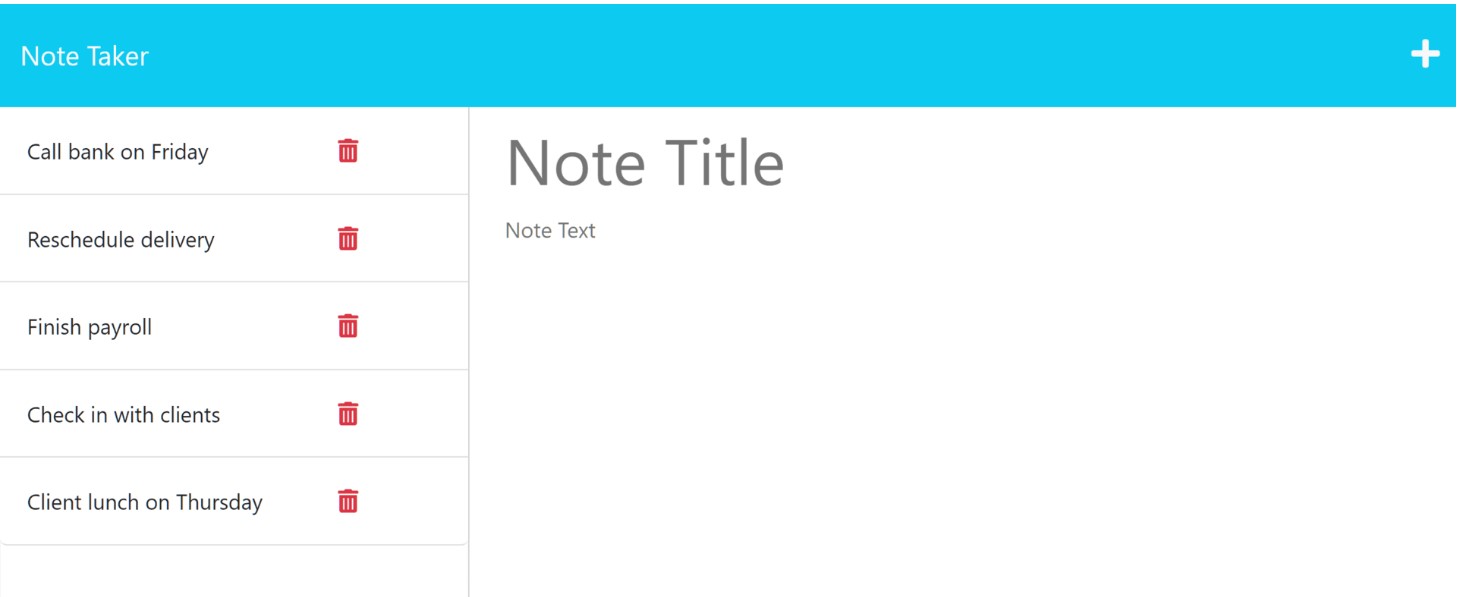 Note Taker
Call bank on Friday
Reschedule delivery
Finish payroll
Check in with clients
Client lunch on Thursday
Note Title
Note Text